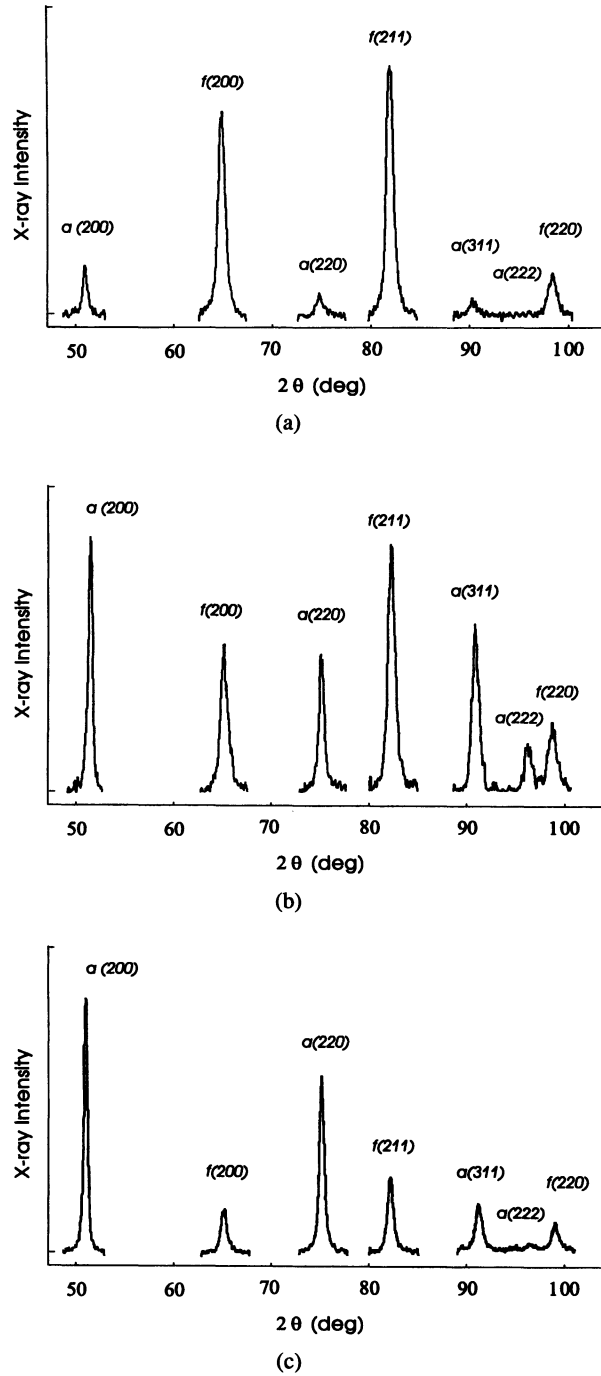 f(211)
f(200)
a (200)
a(220)
a(311)
f(220)
a(222)
X-ray Intensity
50 60 70 80 90 100
2 θ (deg)
(a)
a (200)
f(211)
f(200)
a(220)
a(311)
f(220)
a(222)
X-ray Intensity
50 60 70 80 90 100
2 θ (deg)
(b)
a (200)
a(220)
f(200)
f(211)
a(311)
f(220)
a(222)
X-ray Intensity
50 60 70 80 90 100
2 θ (deg)
(c)